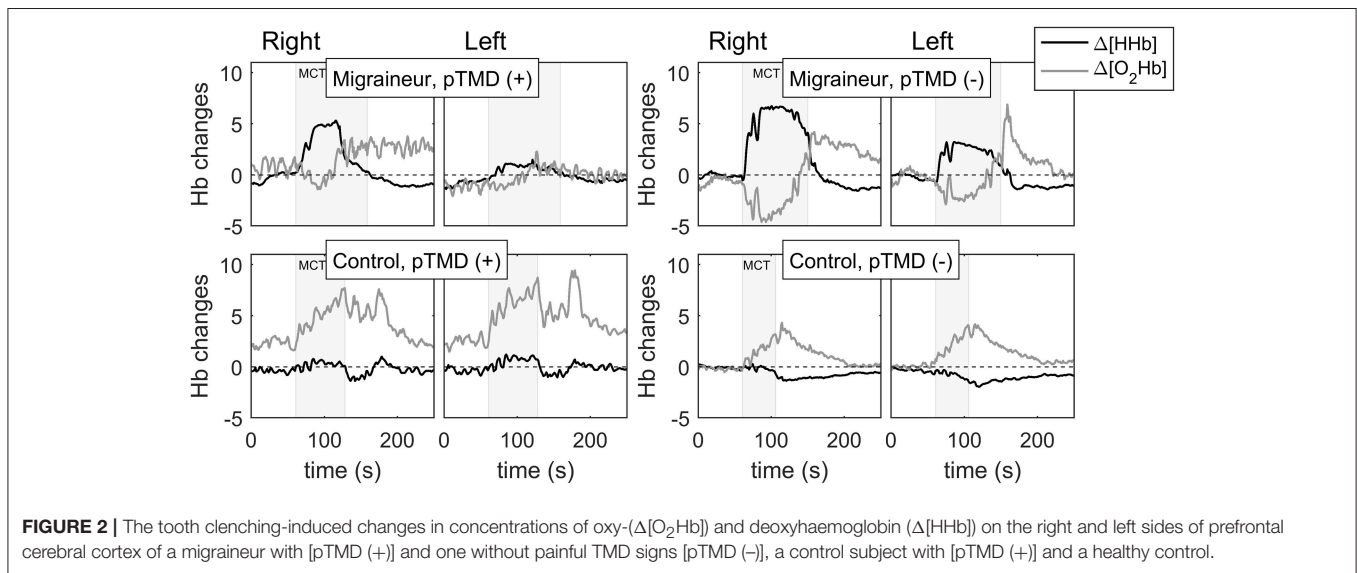 Right
Left
Right
Left
Δ[HHb]
Δ[O₂Hb]
MCT
Migraineur, pTMD (+)
MCT
Migraineur, pTMD (-)
Hb changes
10
5
0
-5
Hb changes
10
5
0
-5
MCT
Control, pTMD (+)
MCT
Control, pTMD (-)
Hb changes
10
5
0
-5
Hb changes
10
5
0
-5
0 100 200
0 100 200
0 100 200
0 100 200
time (s)
time (s)
time (s)
time (s)
FIGURE 2 | The tooth clenching-induced changes in concentrations of oxy-(Δ[O₂Hb]) and deoxyhaemoglobin (Δ[HHb]) on the right and left sides of prefrontal
cerebral cortex of a migraineur with [pTMD (+)] and one without painful TMD signs [pTMD (–)], a control subject with [pTMD (+)] and a healthy control.